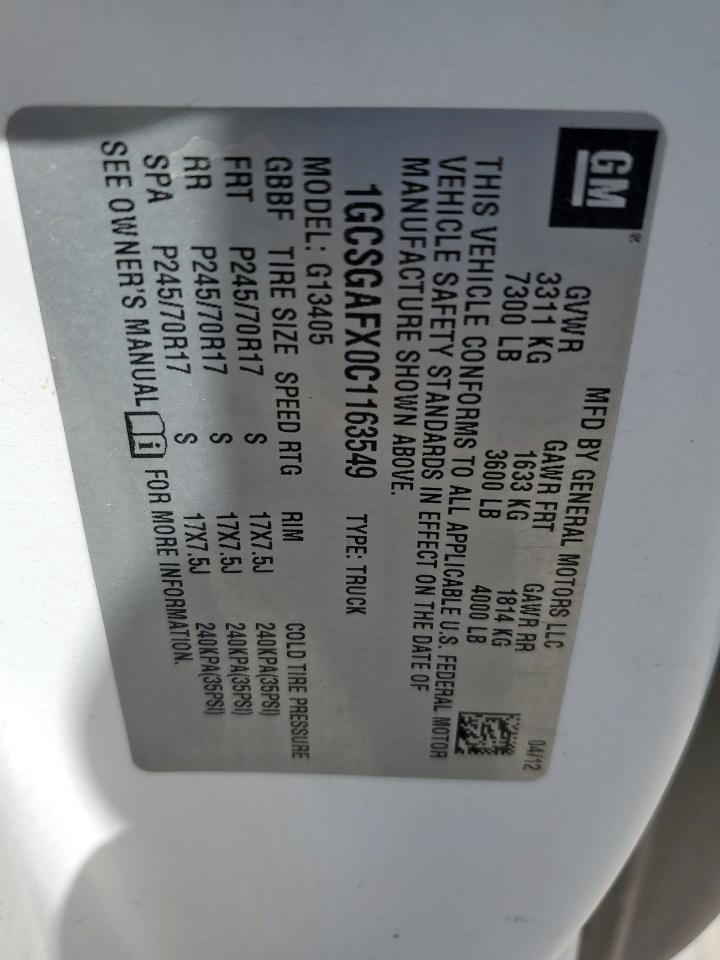 GM®
MFD BY GENERAL MOTORS LLC 04/12
GVWR GAWR FRT GAWR RR
3311 KG 1633 KG 1814 KG
7300 LB 3600 LB 4000 LB
THIS VEHICLE CONFORMS TO ALL APPLICABLE U.S. FEDERAL MOTOR
VEHICLE SAFETY STANDARDS IN EFFECT ON THE DATE OF
MANUFACTURE SHOWN ABOVE.
1GCSGAFX0C1163549 TYPE: TRUCK
MODEL: G13405
GBBF TIRE SIZE SPEED RTG RIM COLD TIRE PRESSURE
FRT P245/70R17 S 17X7.5J 240KPA(35PSI)
RR P245/70R17 S 17X7.5J 240KPA(35PSI)
SPA P245/70R17 S 17X7.5J 240KPA(35PSI)
SEE OWNER'S MANUAL i FOR MORE INFORMATION.